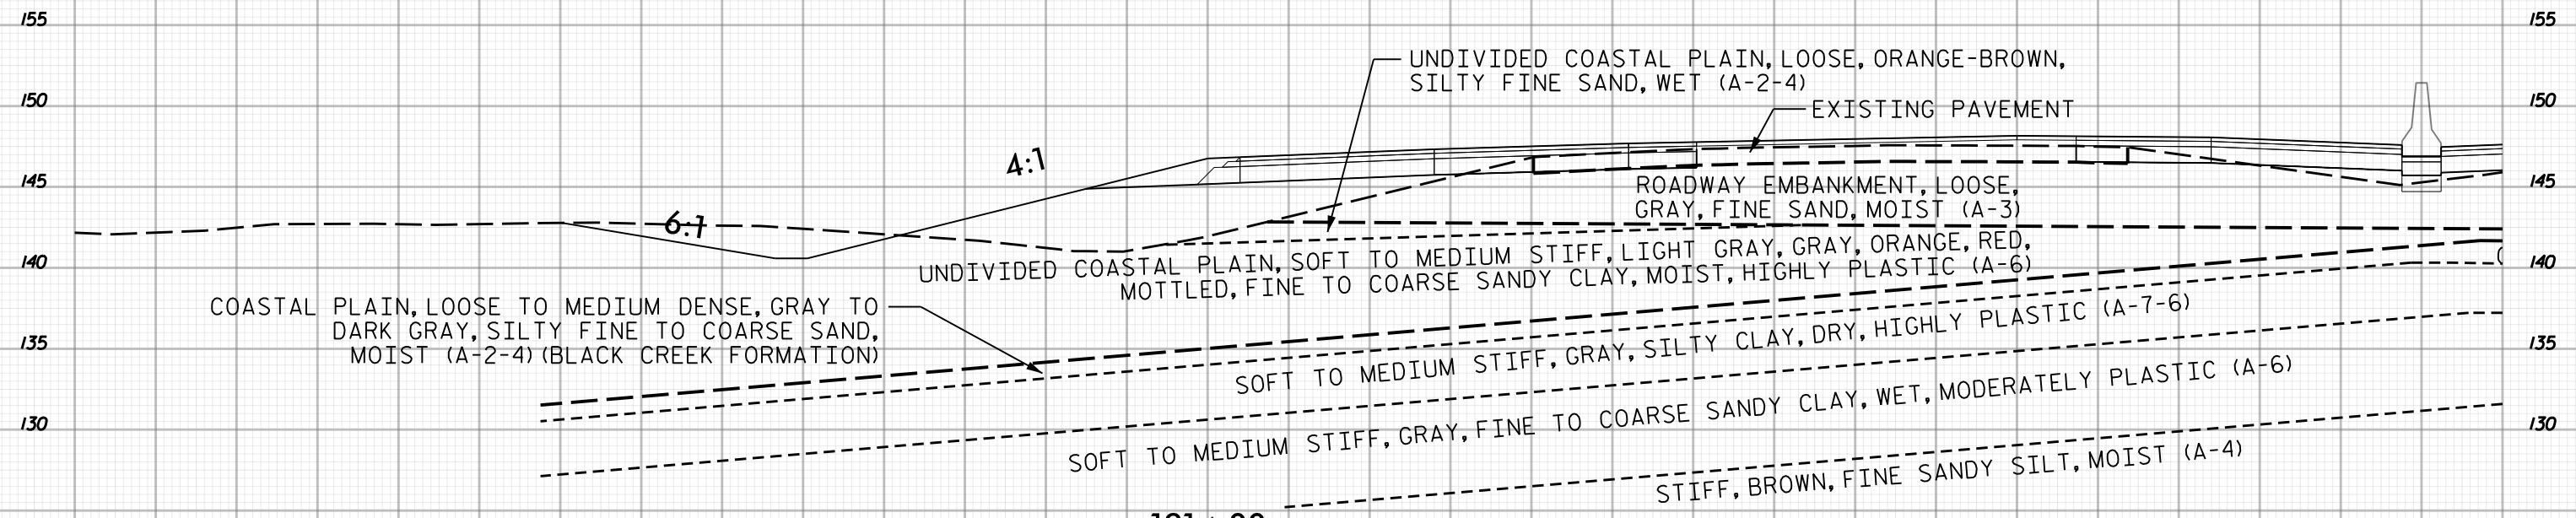 155
155
UNDIVIDED COASTAL PLAIN, LOOSE, ORANGE-BROWN,
SILTY FINE SAND, WET (A-2-4)
150
150
EXISTING PAVEMENT
4:1
145
145
ROADWAY EMBANKMENT, LOOSE,
GRAY, FINE SAND, MOIST (A-3)
6:1
UNDIVIDED COASTAL PLAIN, SOFT TO MEDIUM STIFF, LIGHT GRAY, GRAY, ORANGE, RED,
MOTTLED, FINE TO COARSE SANDY CLAY, MOIST, HIGHLY PLASTIC (A-6)
140
140
COASTAL PLAIN, LOOSE TO MEDIUM DENSE, GRAY TO
DARK GRAY, SILTY FINE TO COARSE SAND,
MOIST (A-2-4) (BLACK CREEK FORMATION)
SOFT TO MEDIUM STIFF, GRAY, SILTY CLAY, DRY, HIGHLY PLASTIC (A-7-6)
135
135
SOFT TO MEDIUM STIFF, GRAY, FINE TO COARSE SANDY CLAY, WET, MODERATELY PLASTIC (A-6)
130
130
STIFF, BROWN, FINE SANDY SILT, MOIST (A-4)